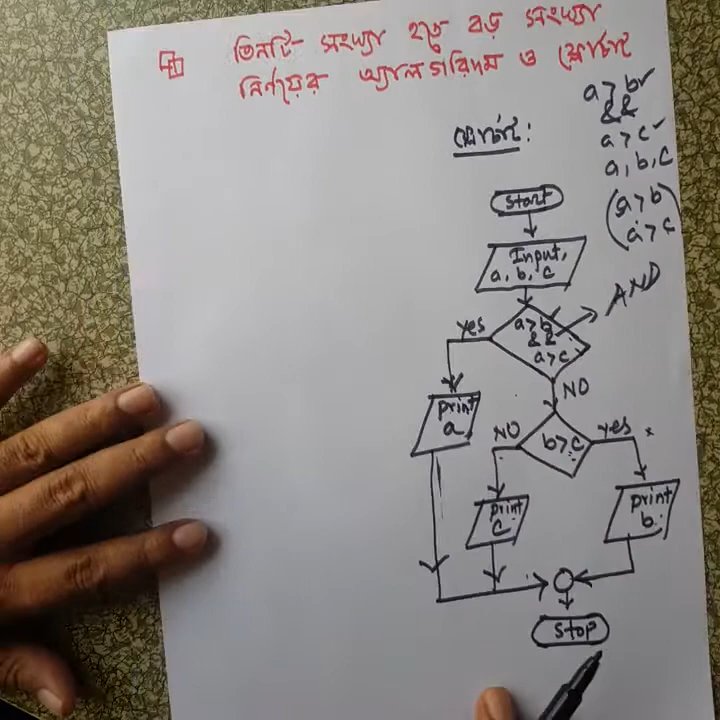 তিনটি সংখ্যা হতে বড় সংখ্যা
নির্ণয়ের অ্যালগরিদম ও ফ্লোচার্ট
ফ্লোচার্ট:
a > b
&&
a > c
a, b, c
(a > b
a > c)
AND
Start
Input,
a, b, c
a > b
&&
a > c
yes
NO
print
a
b > c
NO
yes
print
c
print
b
stop